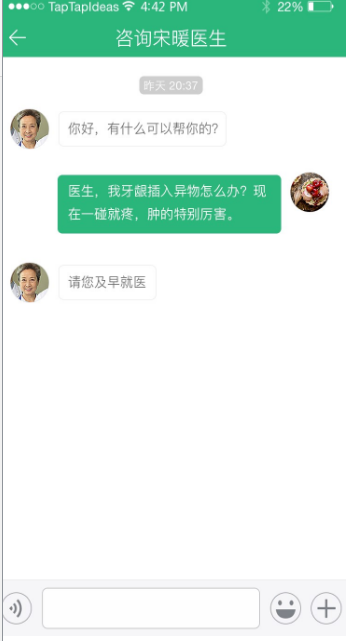 TapTapIdeas 4:42 PM 22%
咨询宋暖医生
昨天 20:37
你好，有什么可以帮你的?
医生，我牙龈插入异物怎么办？现
在一碰就疼，肿的特别厉害。
请您及早就医